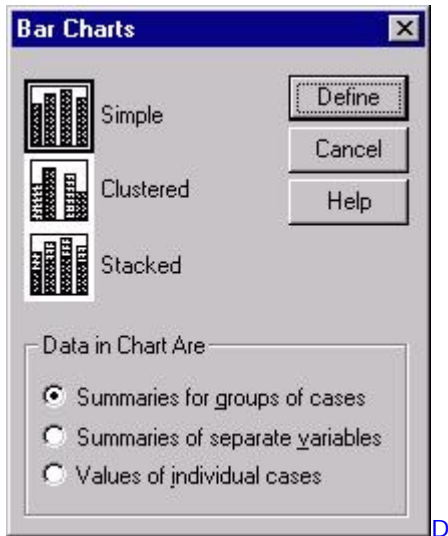 Bar Charts
Simple
Define
Cancel
Clustered
Help
Stacked
Data in Chart Are
Summaries for groups of cases
Summaries of separate variables
Values of individual cases
D